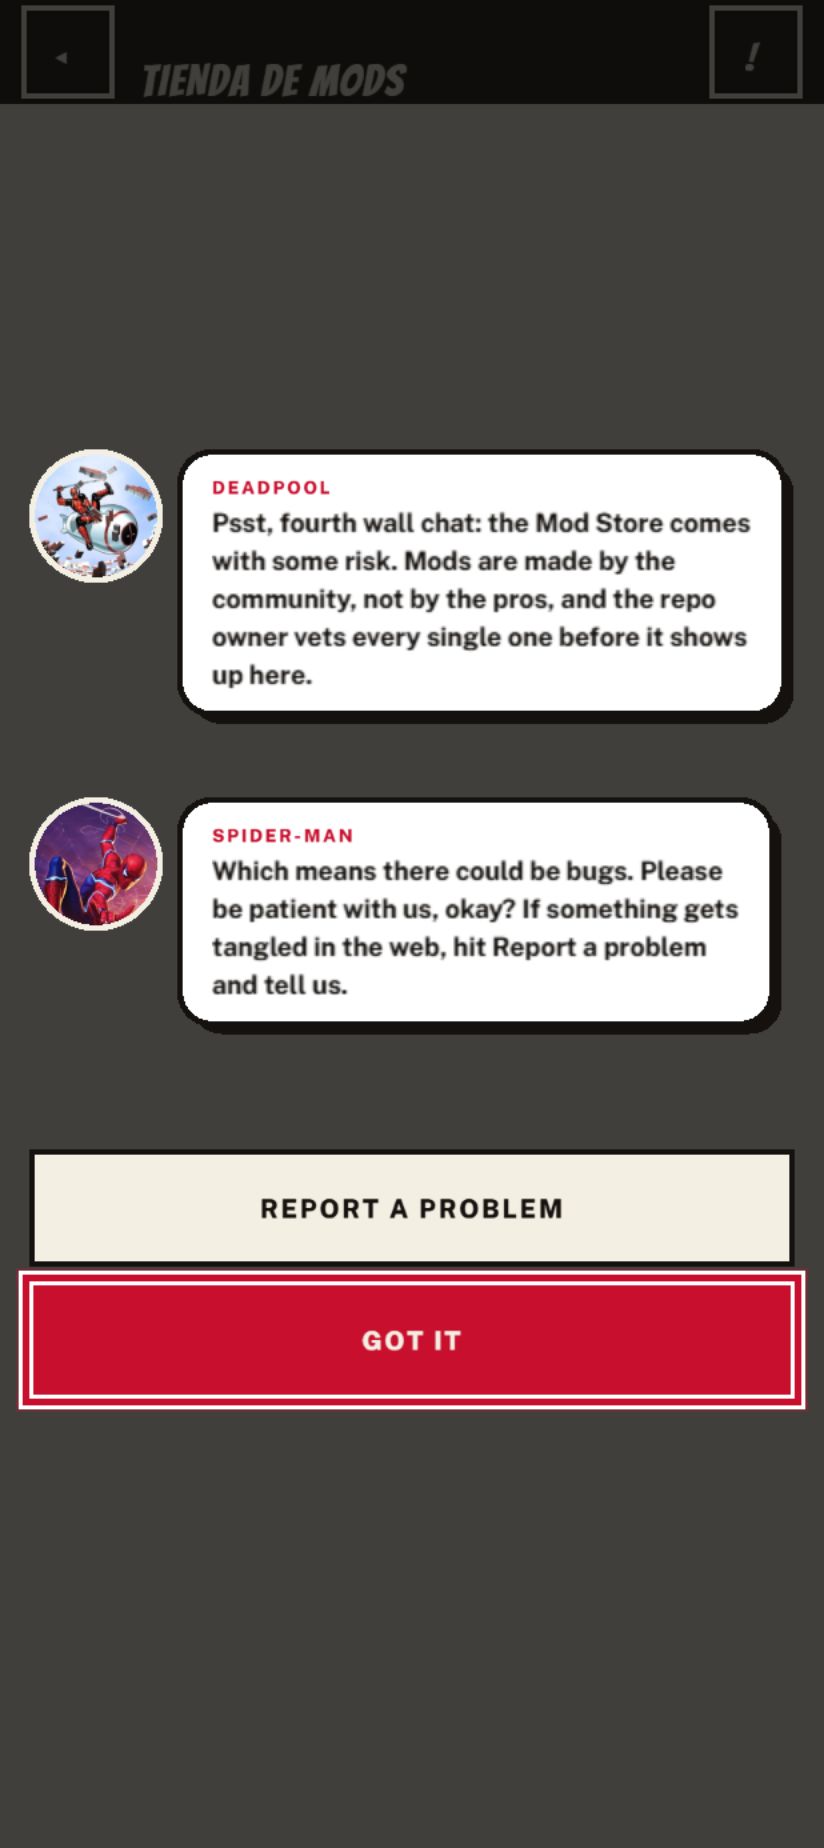 TIENDA DE MODS
!
DEADPOOL
Psst, fourth wall chat: the Mod Store comes
with some risk. Mods are made by the
community, not by the pros, and the repo
owner vets every single one before it shows
up here.
SPIDER-MAN
Which means there could be bugs. Please
be patient with us, okay? If something gets
tangled in the web, hit Report a problem
and tell us.
REPORT A PROBLEM
GOT IT